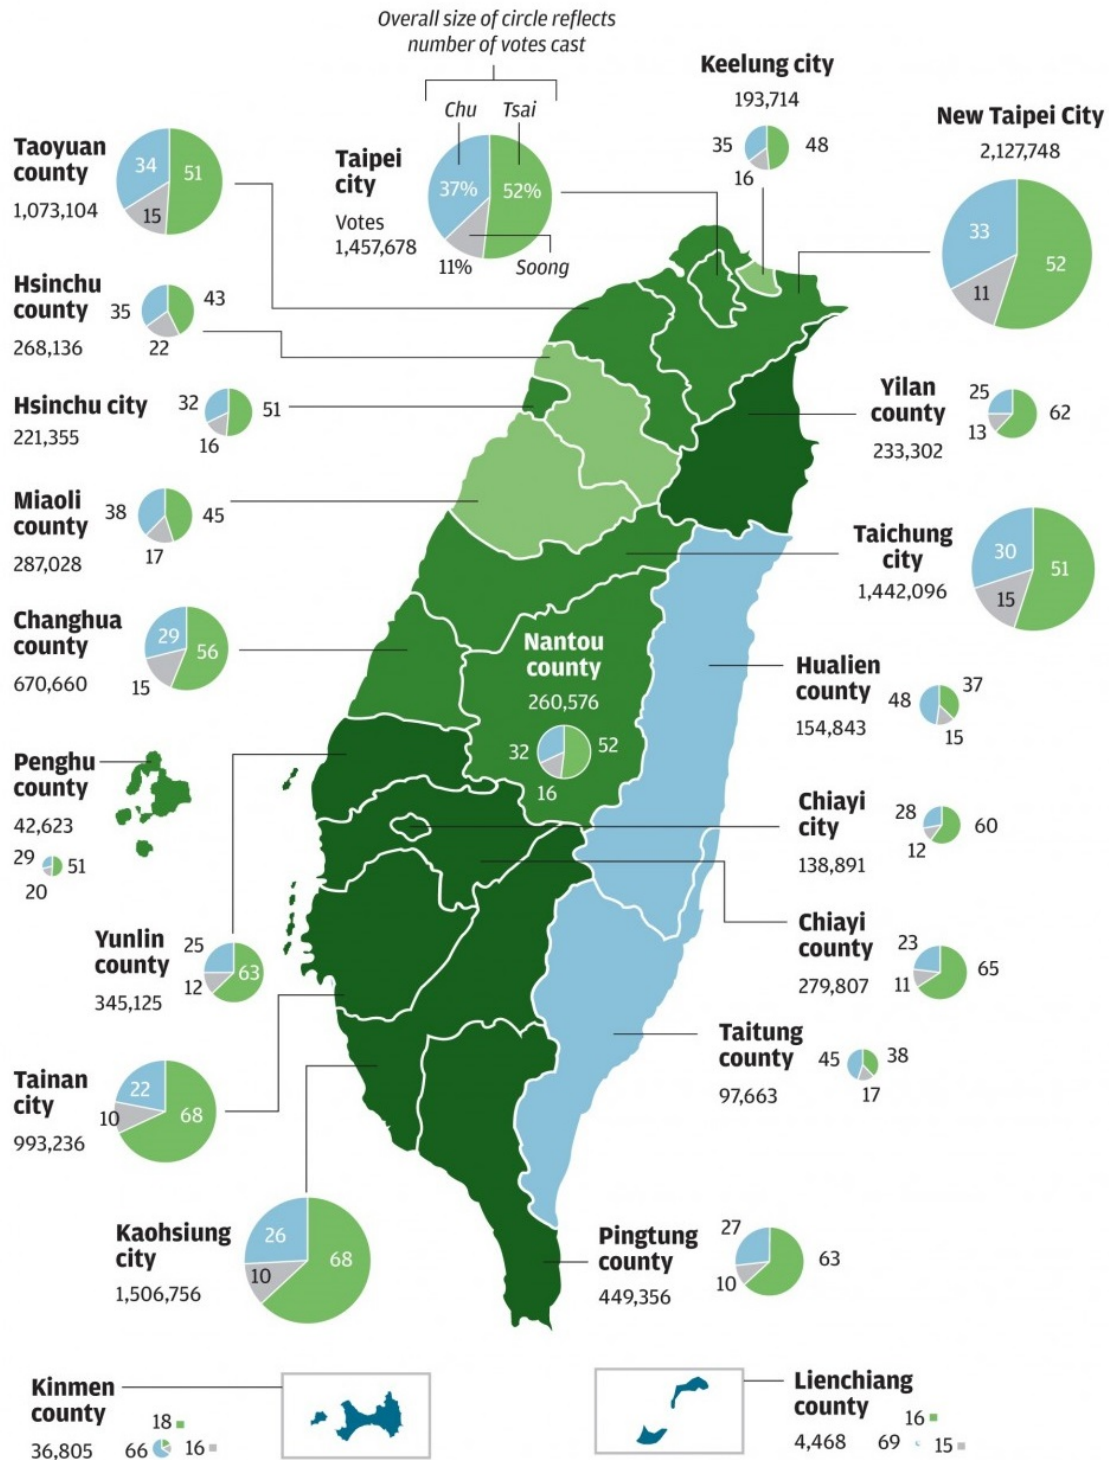 Overall size of circle reflects
number of votes cast
Chu
Tsai
Taipei
city
Votes
1,457,678
37%
52%
11%
Soong
Keelung city
193,714
35
48
16
New Taipei City
2,127,748
33
52
11
Taoyuan
county
1,073,104
34
51
15
Hsinchu
county
268,136
35
43
22
Hsinchu city
221,355
32
51
16
Yilan
county
233,302
25
62
13
Miaoli
county
287,028
38
45
17
Taichung
city
1,442,096
30
51
15
Changhua
county
670,660
29
56
15
Nantou
county
260,576
32
52
16
Hualien
county
154,843
48
37
15
Penghu
county
42,623
29
51
20
Chiayi
city
138,891
28
60
12
Yunlin
county
345,125
25
63
12
Chiayi
county
279,807
23
65
11
Taitung
county
97,663
45
38
17
Tainan
city
993,236
22
68
10
Kaohsiung
city
1,506,756
26
68
10
Pingtung
county
449,356
27
63
10
Kinmen
county
36,805
18
66
16
Lienchiang
county
4,468
16
69
15